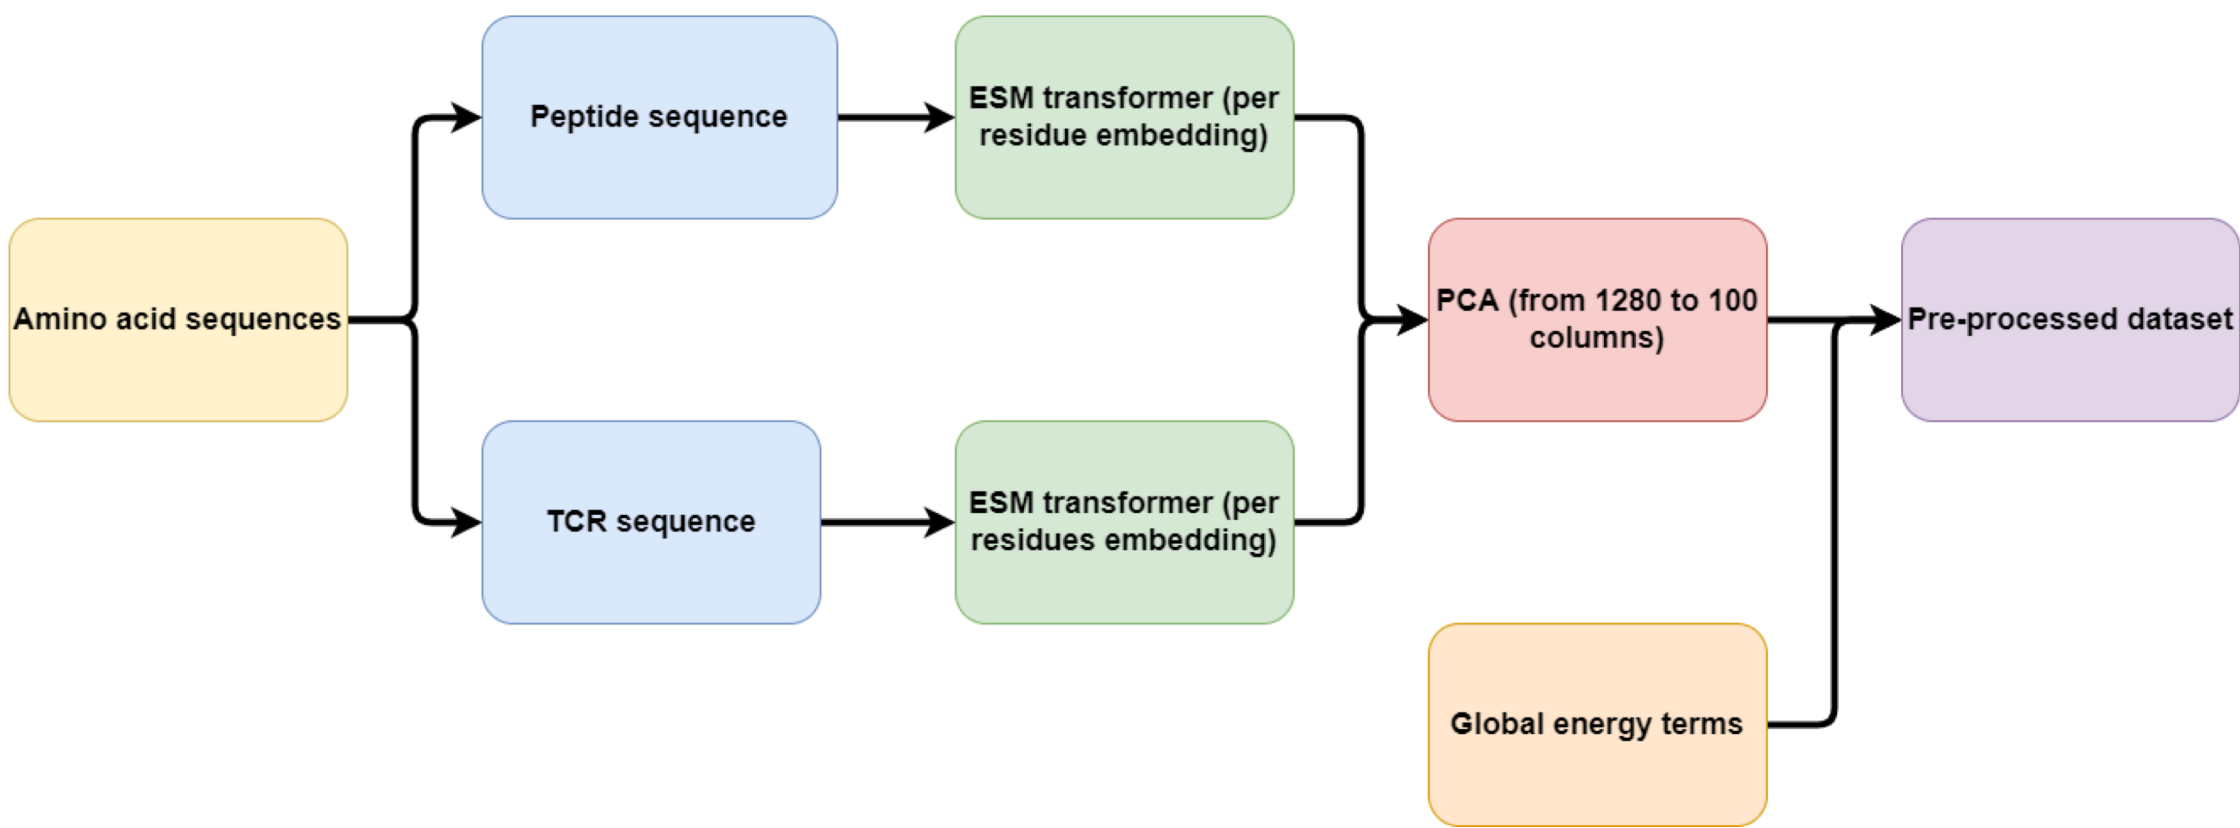 Peptide sequence
ESM transformer (per
residue embedding)
Amino acid sequences
PCA (from 1280 to 100
columns)
Pre-processed dataset
TCR sequence
ESM transformer (per
residues embedding)
Global energy terms